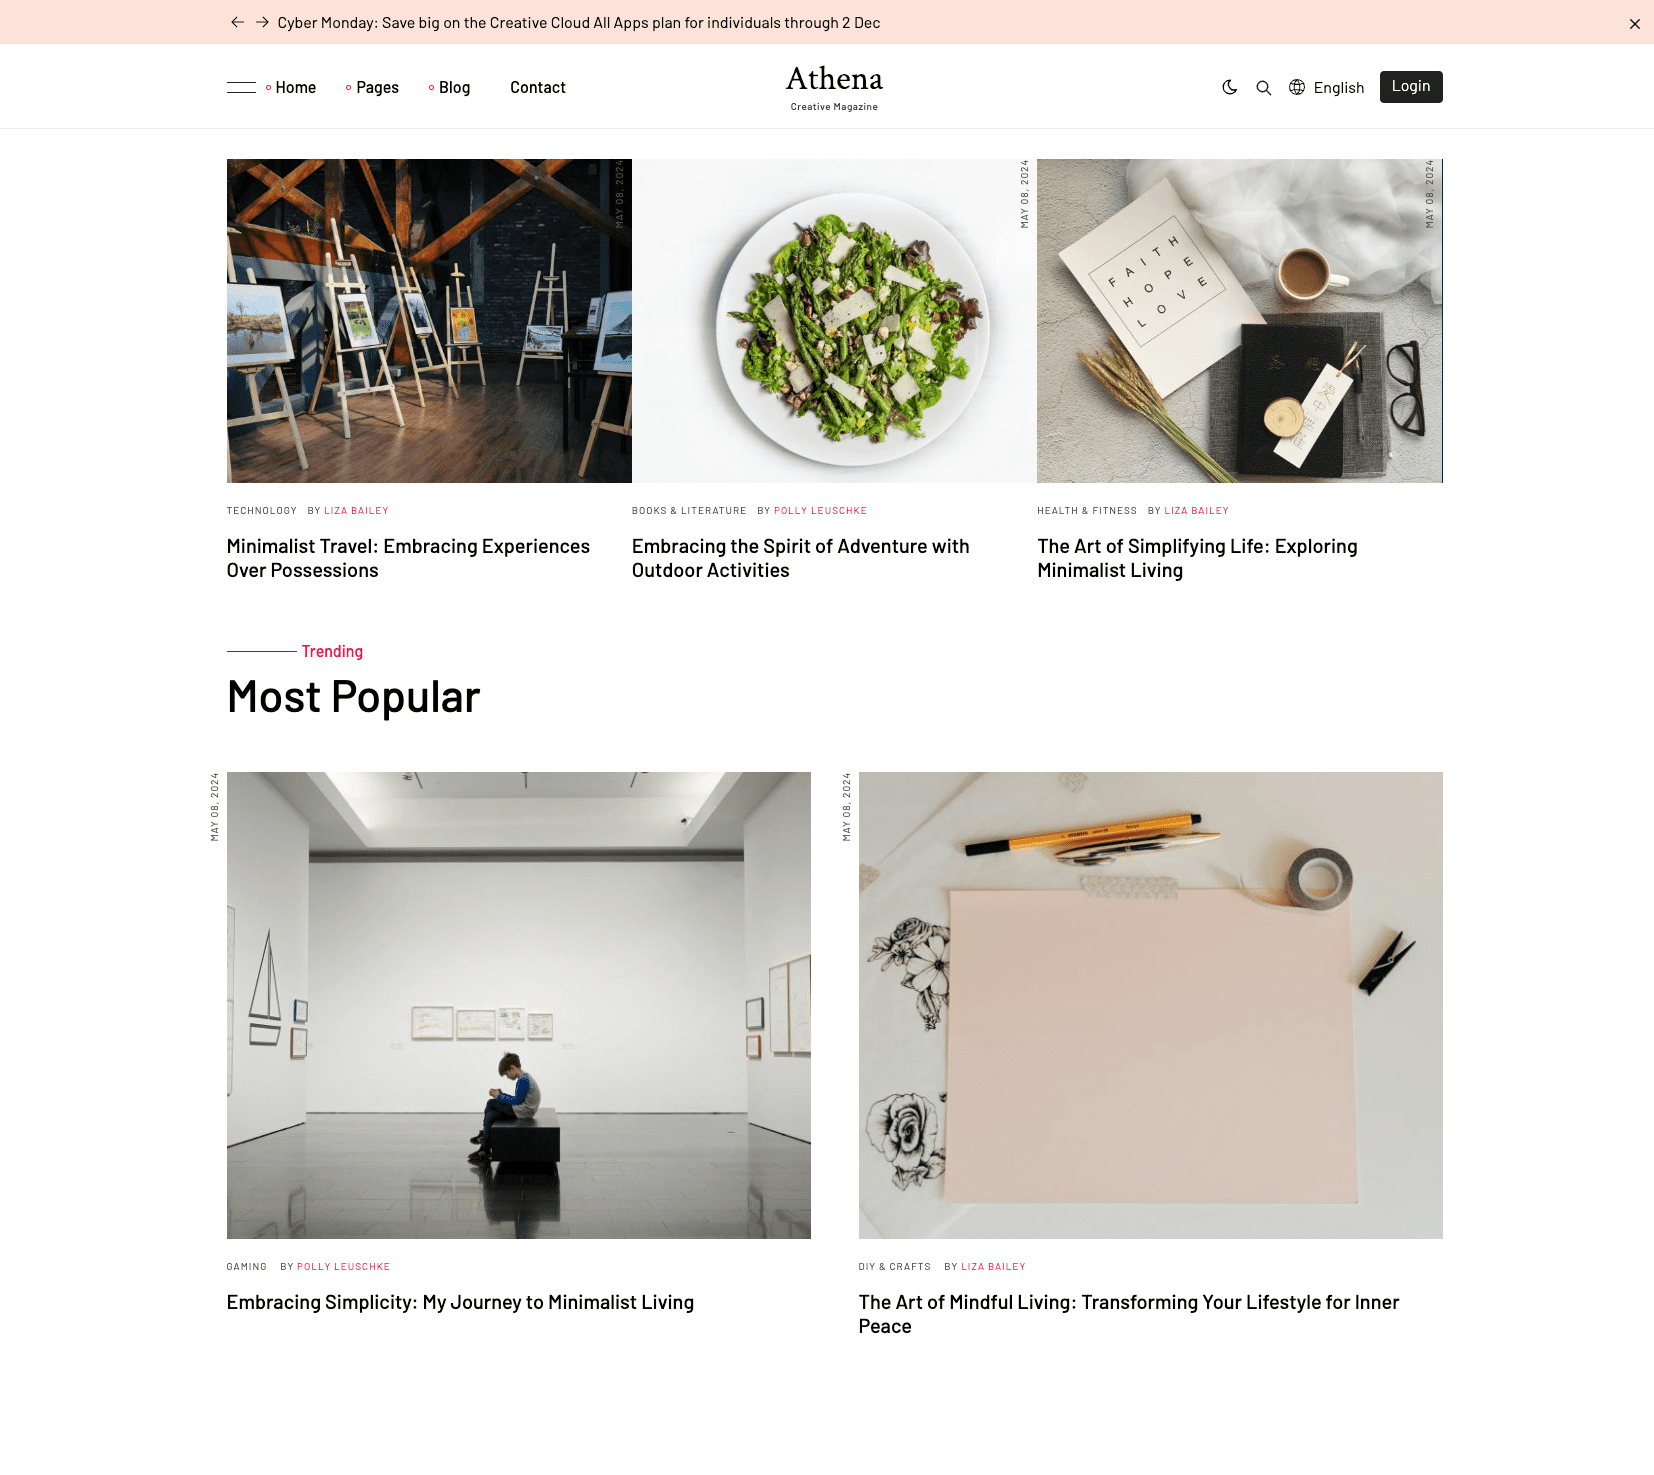 Cyber Monday: Save big on the Creative Cloud All Apps plan for individuals through 2 Dec
Home
Pages
Blog
Contact
Athena
Creative Magazine
English
Login
MAY 08, 2024
MAY 08, 2024
MAY 08, 2024
FAITH
HOPE
LOVE
TECHNOLOGY BY LIZA BAILEY
Minimalist Travel: Embracing Experiences
Over Possessions
BOOKS & LITERATURE BY POLLY LEUSCHKE
Embracing the Spirit of Adventure with
Outdoor Activities
HEALTH & FITNESS BY LIZA BAILEY
The Art of Simplifying Life: Exploring
Minimalist Living
Trending
Most Popular
MAY 08, 2024
MAY 08, 2024
GAMING BY POLLY LEUSCHKE
Embracing Simplicity: My Journey to Minimalist Living
DIY & CRAFTS BY LIZA BAILEY
The Art of Mindful Living: Transforming Your Lifestyle for Inner
Peace